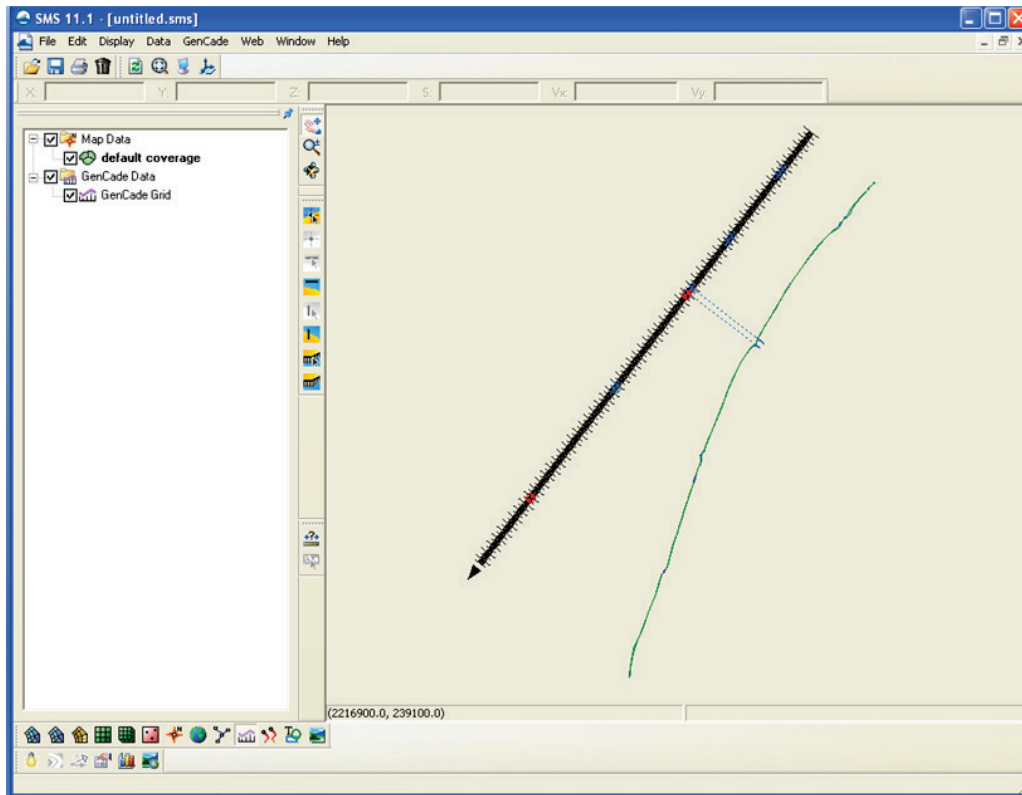 SMS 11.1 - [untitled.sms]
File Edit Display Data GenCade Web Window Help
X: Y: Z: S: Vx: Vy:
Map Data
default coverage
GenCade Data
GenCade Grid
(2216900.0, 239100.0)